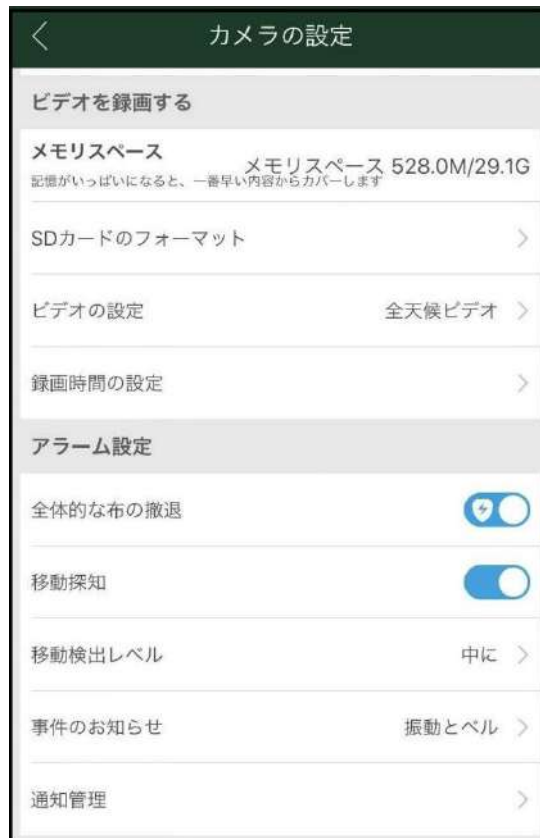 カメラの設定
ビデオを録画する
メモリスペース
メモリスペース 528.0M/29.1G
記憶がいっぱいになると、一番早い内容からカバーします
SDカードのフォーマット
ビデオの設定 全天候ビデオ
録画時間の設定
アラーム設定
全体的な布の撤退
移動探知
移動検出レベル 中に
事件のお知らせ 振動とベル
通知管理